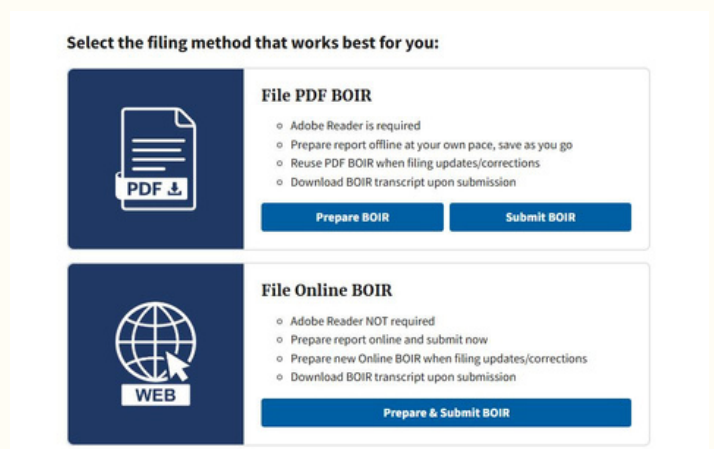 Select the filing method that works best for you:
PDF
File PDF BOIR
Adobe Reader is required
Prepare report offline at your own pace, save as you go
Reuse PDF BOIR when filing updates/corrections
Download BOIR transcript upon submission
Prepare BOIR
Submit BOIR
WEB
File Online BOIR
Adobe Reader NOT required
Prepare report online and submit now
Prepare new Online BOIR when filing updates/corrections
Download BOIR transcript upon submission
Prepare & Submit BOIR